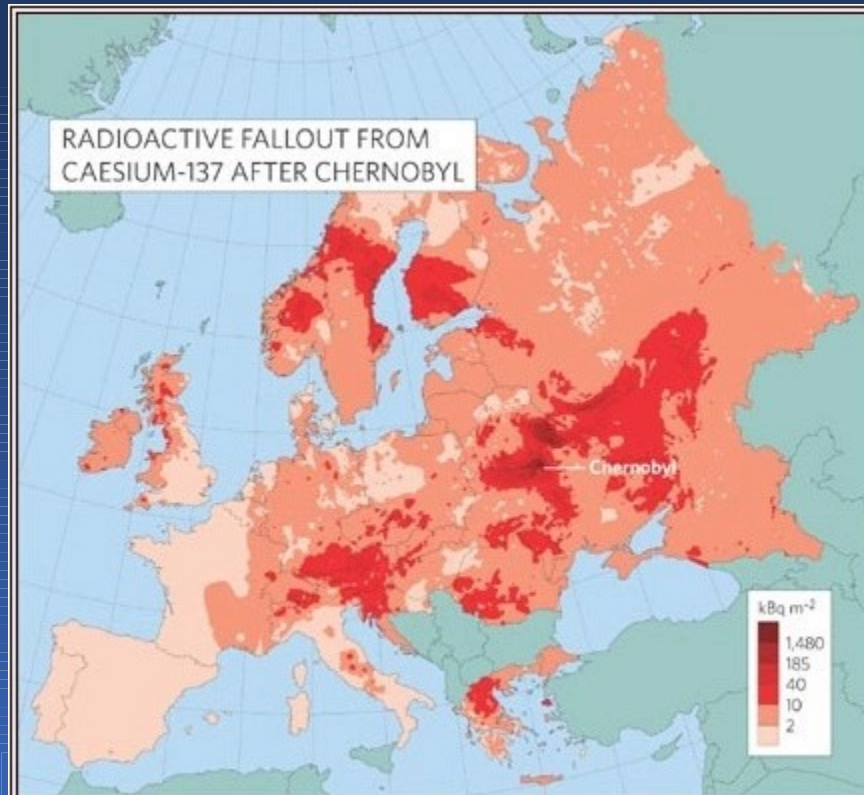 RADIOACTIVE FALLOUT FROM
CAESIUM-137 AFTER CHERNOBYL
Chernobyl
kBq m⁻²
1,480
185
40
10
2